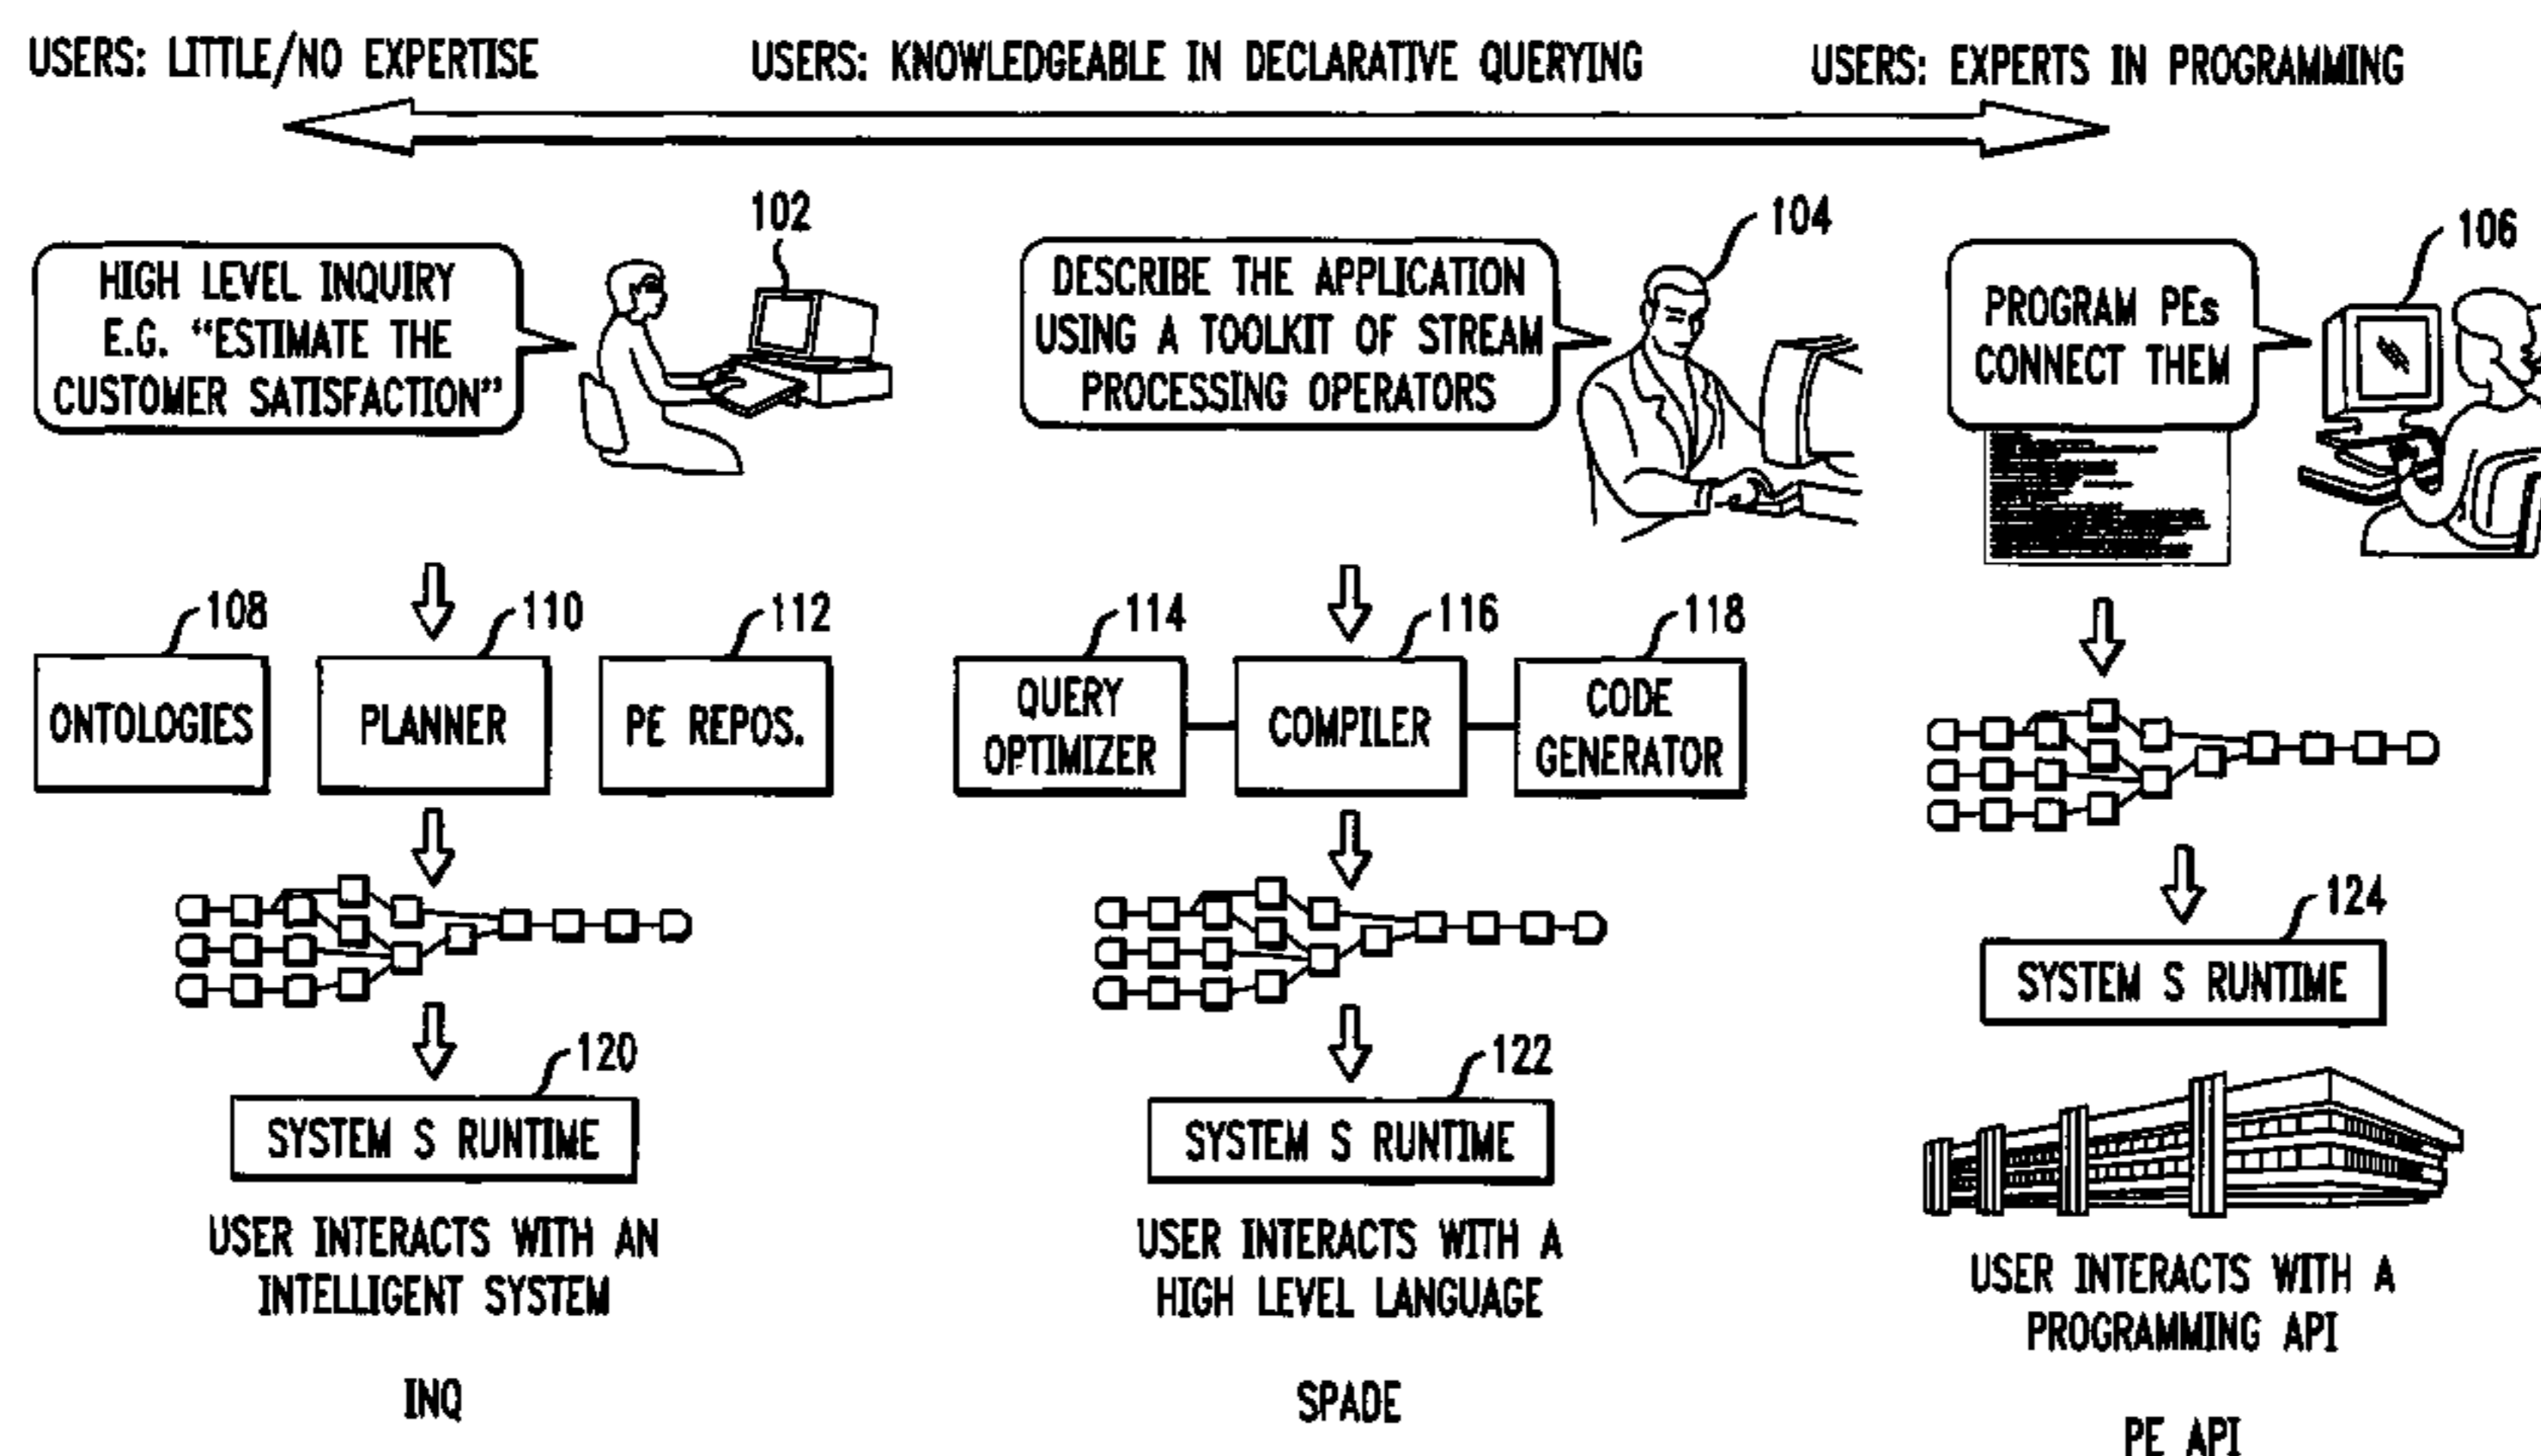 USERS: LITTLE/NO EXPERTISE
USERS: KNOWLEDGEABLE IN DECLARATIVE QUERYING
USERS: EXPERTS IN PROGRAMMING
102
HIGH LEVEL INQUIRY
E.G. "ESTIMATE THE
CUSTOMER SATISFACTION"
104
DESCRIBE THE APPLICATION
USING A TOOLKIT OF STREAM
PROCESSING OPERATORS
106
PROGRAM PEs
CONNECT THEM
108
110
112
ONTOLOGIES
PLANNER
PE REPOS.
114
116
118
QUERY
OPTIMIZER
COMPILER
CODE
GENERATOR
120
SYSTEM S RUNTIME
122
SYSTEM S RUNTIME
124
SYSTEM S RUNTIME
USER INTERACTS WITH AN
INTELLIGENT SYSTEM
INQ
USER INTERACTS WITH A
HIGH LEVEL LANGUAGE
SPADE
USER INTERACTS WITH A
PROGRAMMING API
PE API